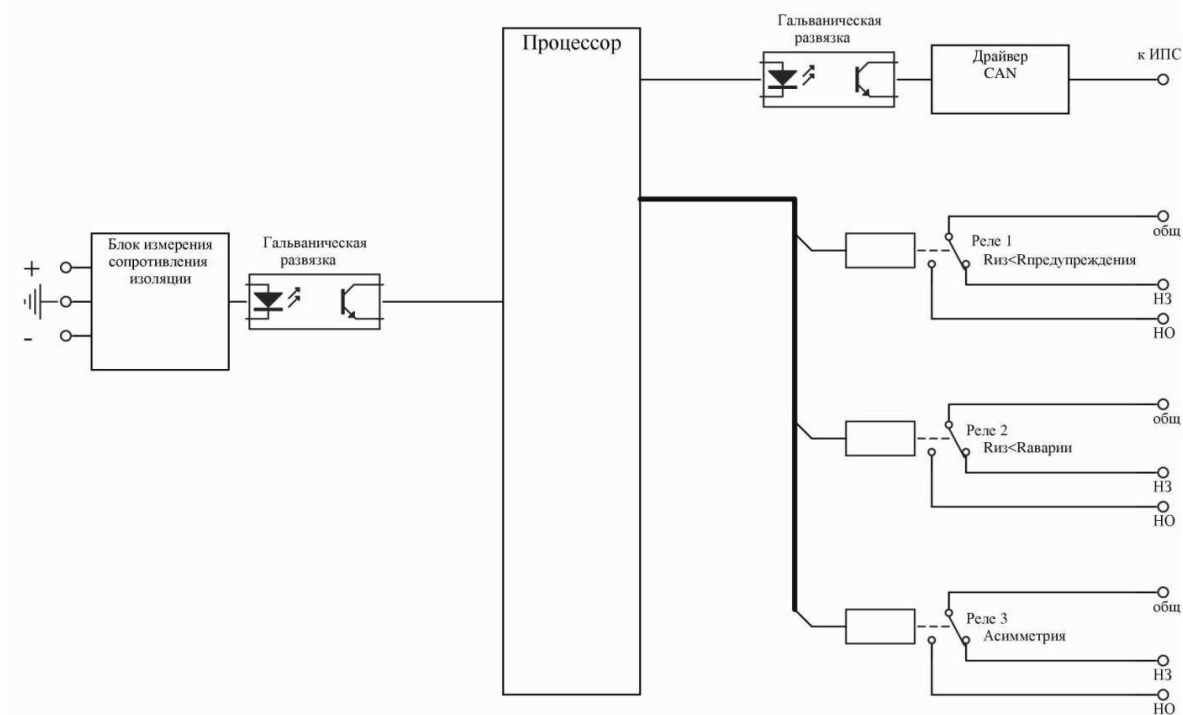 Процессор
Гальваническая
развязка
Драйвер
CAN
к ИПС
Блок измерения
сопротивления
изоляции
+
-
Гальваническая
развязка
Реле 1
Rиз<Rпредупреждения
общ
НЗ
НО
Реле 2
Rиз<Rаварии
общ
НЗ
НО
Реле 3
Асимметрия
общ
НЗ
НО